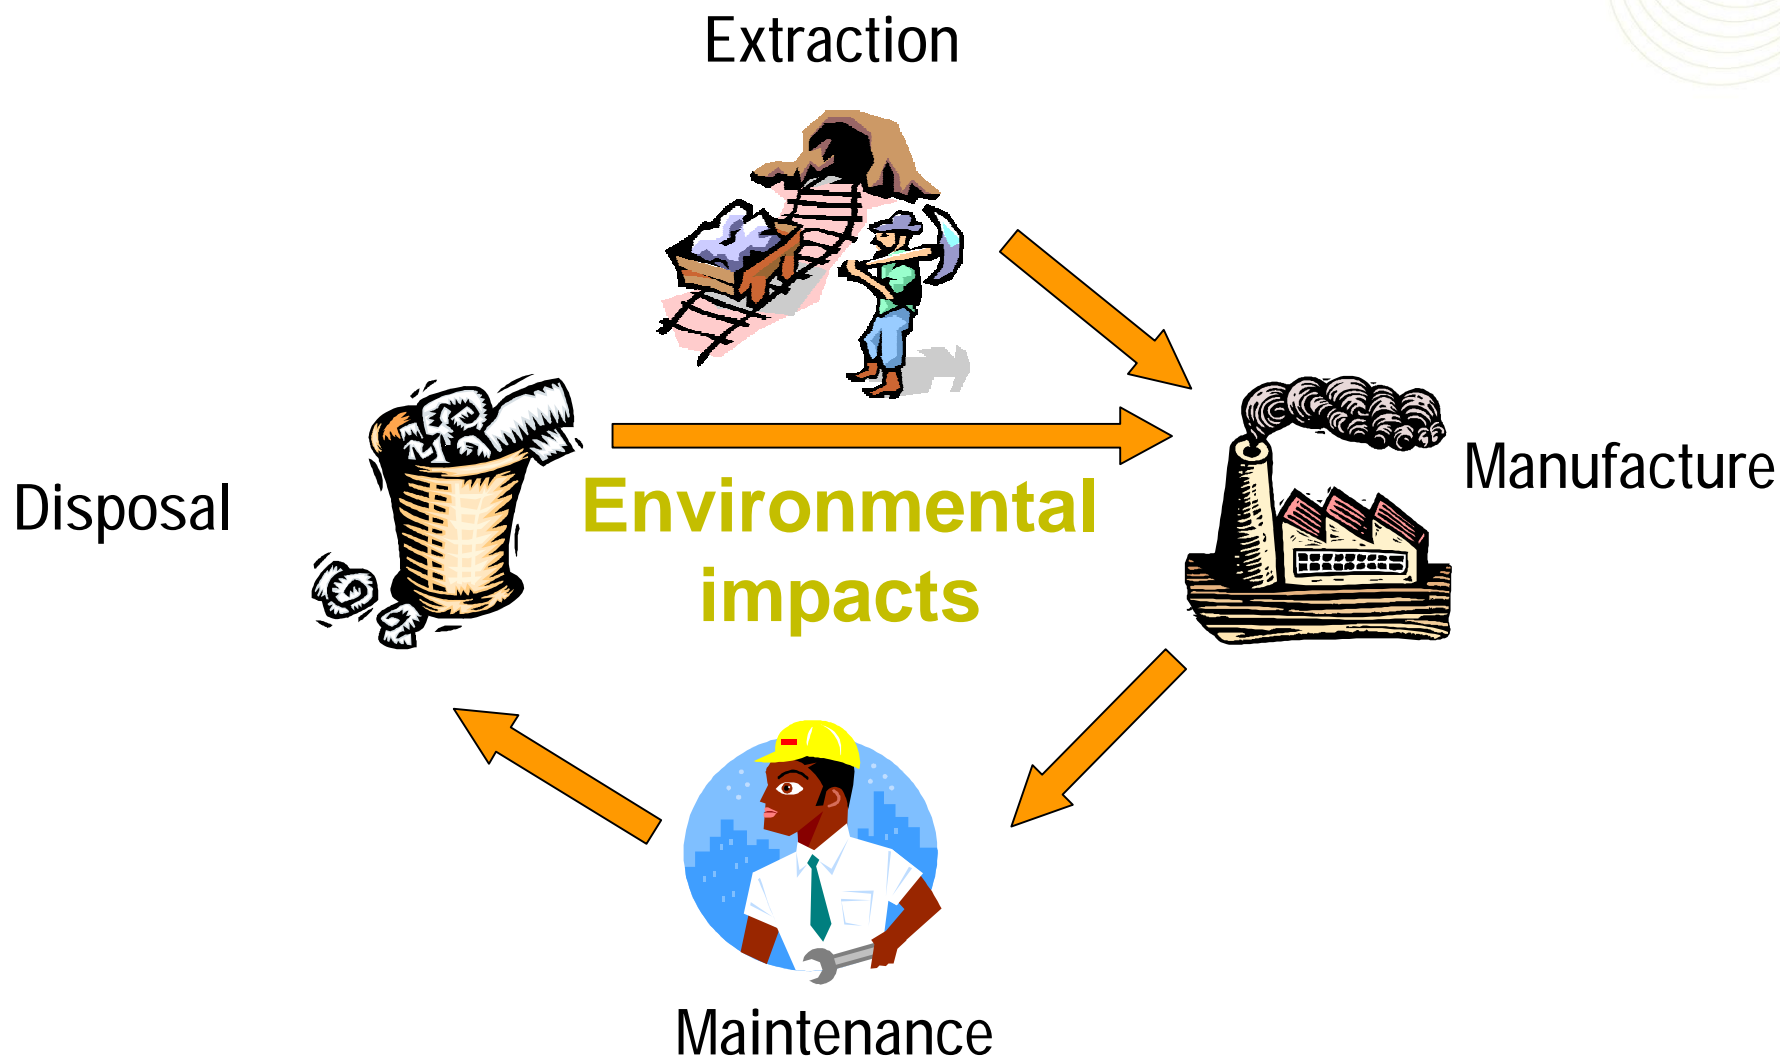 Extraction
Manufacture
Disposal
Environmental
impacts
Maintenance